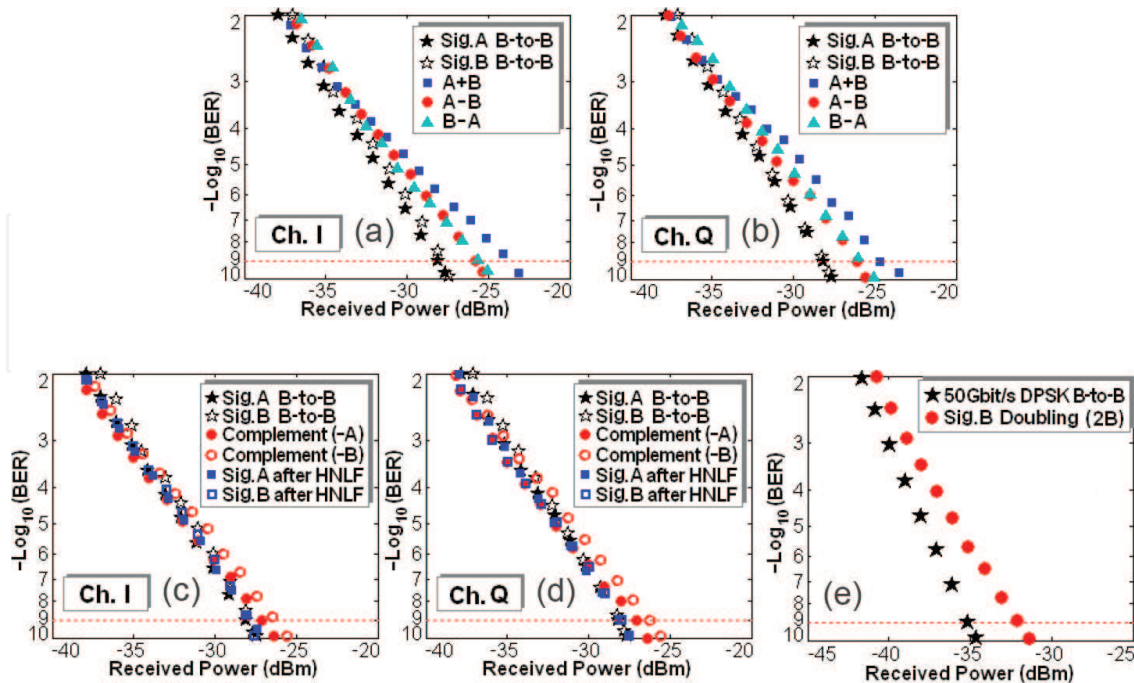 2
3
4
5
6
7
8
9
10
−Log10 (BER)
★ Sig.A B-to-B
☆ Sig.B B-to-B
A+B
A−B
B−A
Ch. I
(a)
-40 -35 -30 -25 -20
Received Power (dBm)
2
3
4
5
6
7
8
9
10
−Log10 (BER)
★ Sig.A B-to-B
☆ Sig.B B-to-B
A+B
A−B
B−A
Ch. Q
(b)
-40 -35 -30 -25 -20
Received Power (dBm)
2
3
4
5
6
7
8
9
10
−Log10 (BER)
★ Sig.A B-to-B
☆ Sig.B B-to-B
Complement (−A)
Complement (−B)
Sig.A after HNLF
Sig.B after HNLF
Ch. I
(c)
-40 -35 -30 -25 -20
Received Power (dBm)
2
3
4
5
6
7
8
9
10
−Log10 (BER)
★ Sig.A B-to-B
☆ Sig.B B-to-B
Complement (−A)
Complement (−B)
Sig.A after HNLF
Sig.B after HNLF
Ch. Q
(d)
-40 -35 -30 -25 -20
Received Power (dBm)
2
3
4
5
6
7
8
9
10
−Log10 (BER)
★ 50Gbit/s DPSK B-to-B
Sig.B Doubling (2B)
(e)
-45 -40 -35 -30 -25
Received Power (dBm)